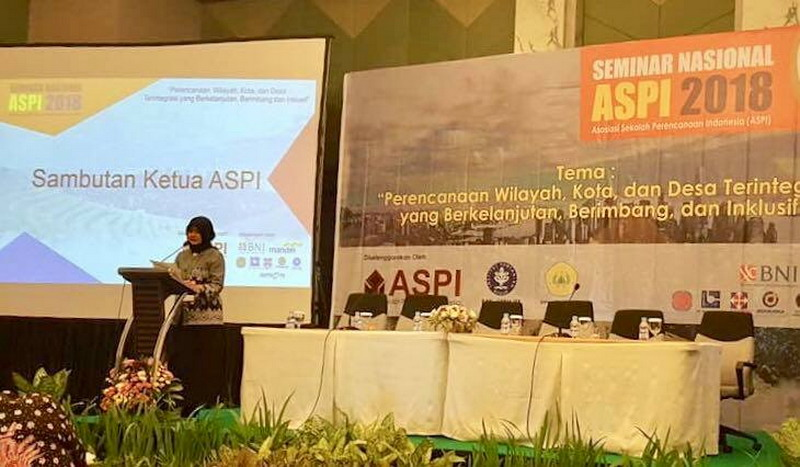 SEMINAR NASIONAL
ASPI 2018
"Perencanaan Wilayah, Kota, dan Desa
Terintegrasi yang Berkelanjutan, Berimbang dan Inklusif"
Sambutan Ketua ASPI
BNI
mandiri
SEMINAR NASIONAL
ASPI 2018
Asosiasi Sekolah Perencanaan Indonesia (ASPI)
Tema :
"Perencanaan Wilayah, Kota, dan Desa Terinteg
yang Berkelanjutan, Berimbang, dan Inklusif
Diselenggarakan Oleh:
ASPI
BNI